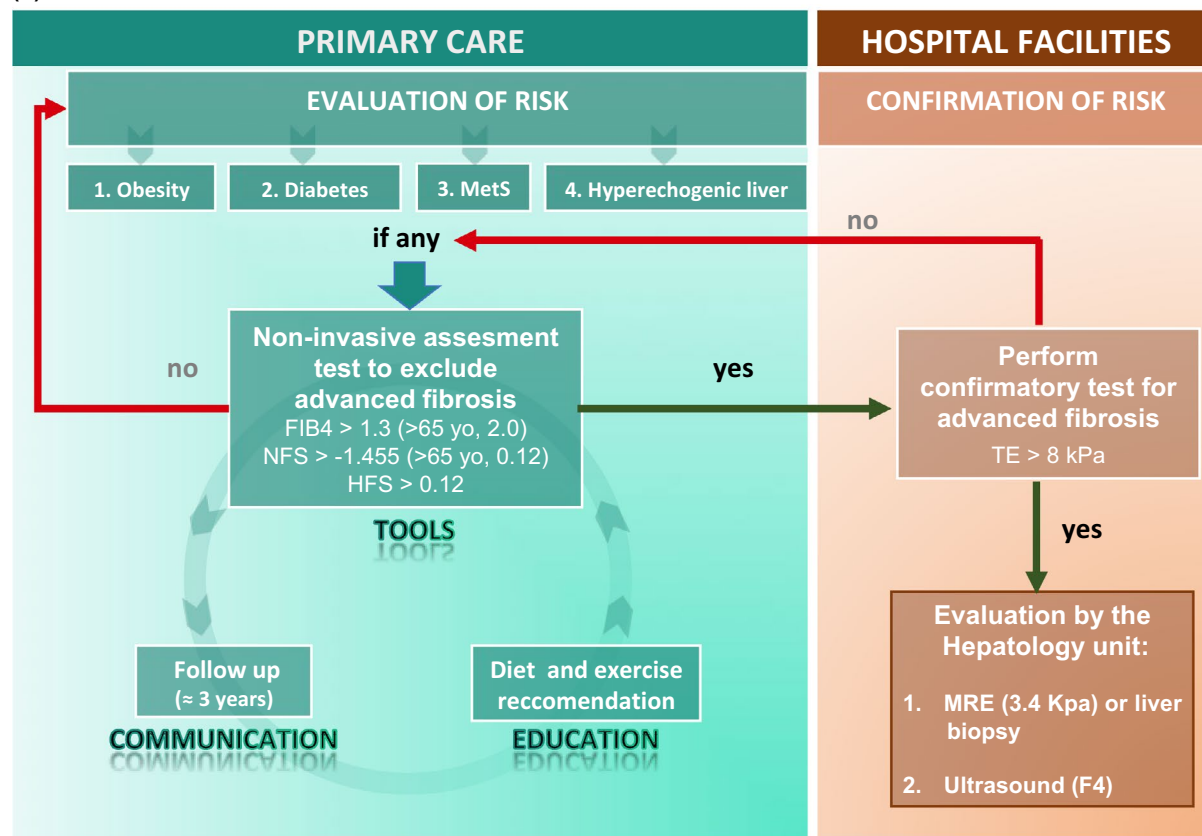 PRIMARY CARE
HOSPITAL FACILITIES
EVALUATION OF RISK
CONFIRMATION OF RISK
1. Obesity
2. Diabetes
3. MetS
4. Hyperechogenic liver
no
if any
Non-invasive assesment
test to exclude
advanced fibrosis
FIB4 > 1.3 (>65 yo, 2.0)
NFS > -1.455 (>65 yo, 0.12)
HFS > 0.12
no
yes
Perform
confirmatory test for
advanced fibrosis
TE > 8 kPa
TOOLS
yes
Follow up
(≈ 3 years)
Diet and exercise
reccomendation
COMMUNICATION
EDUCATION
Evaluation by the
Hepatology unit:
1. MRE (3.4 Kpa) or liver
biopsy
2. Ultrasound (F4)